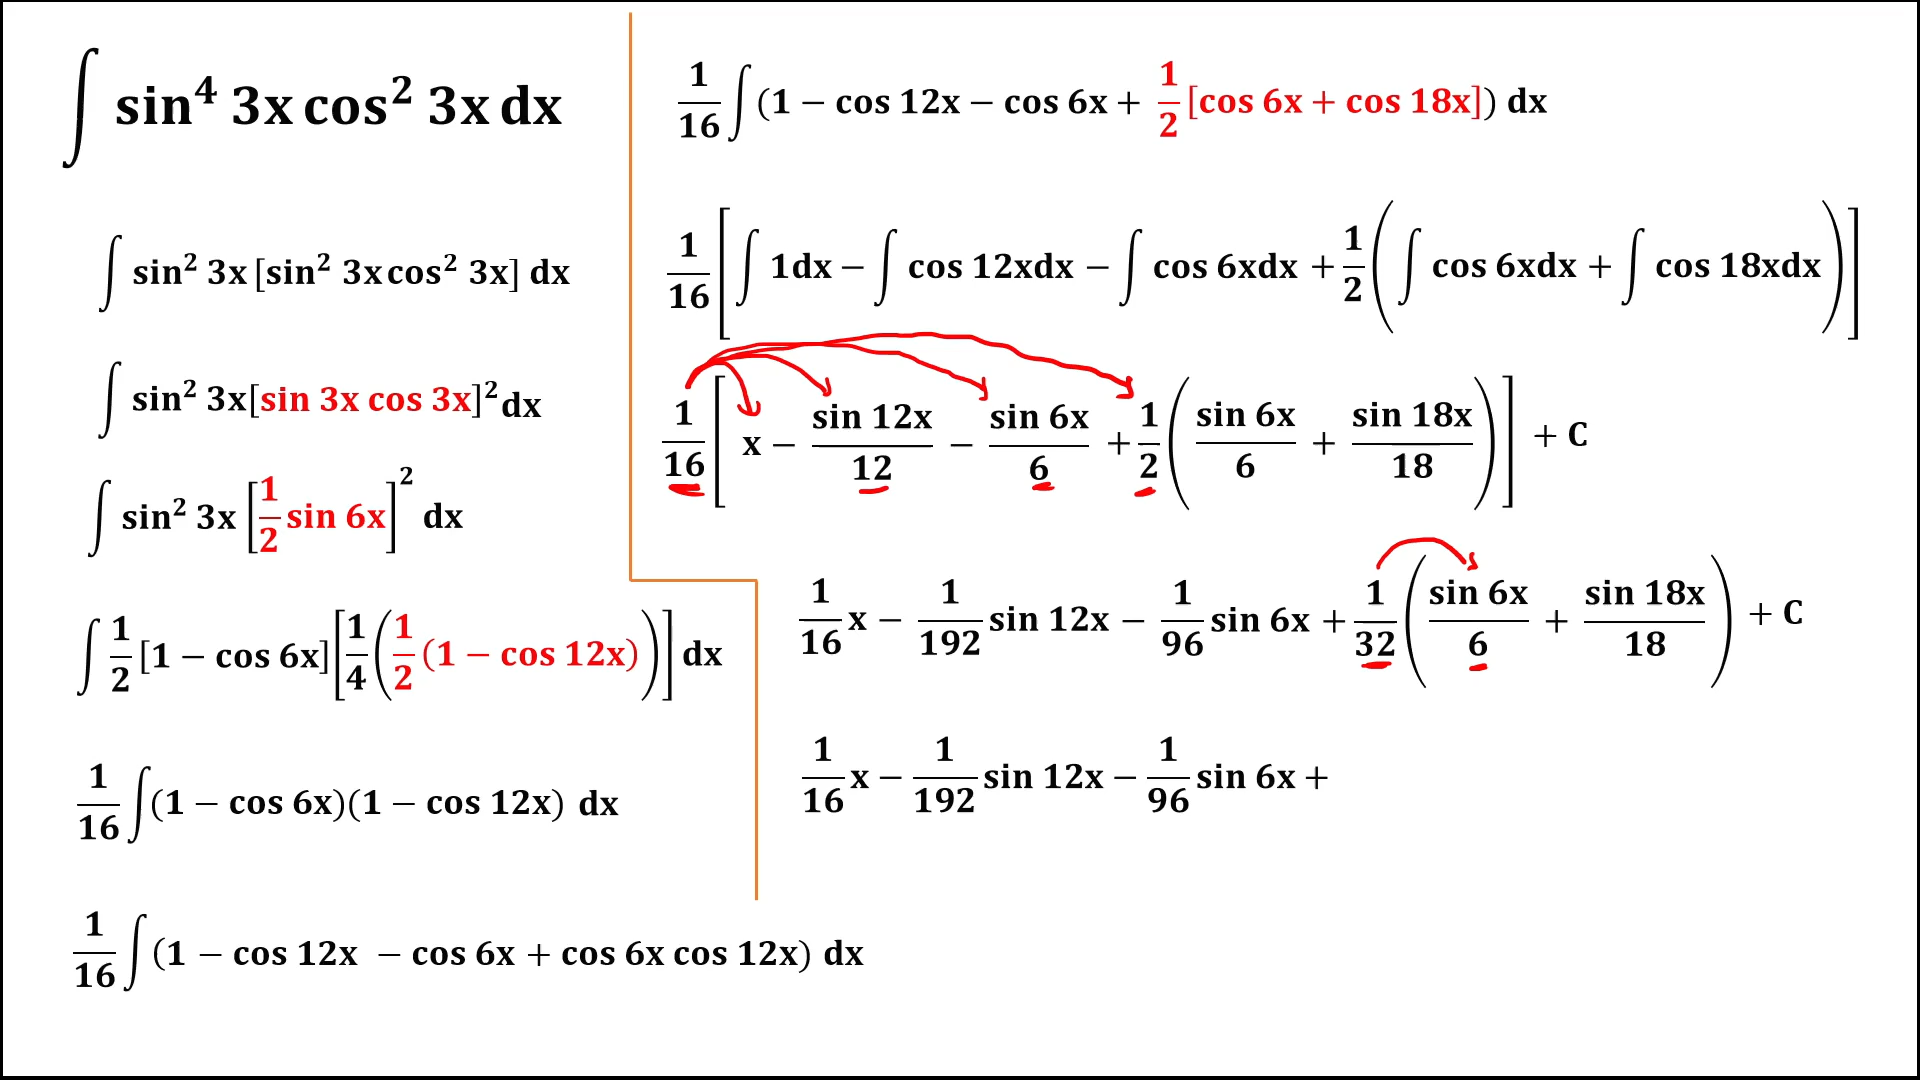 ∫ sin⁴ 3x cos² 3x dx
∫ sin² 3x [sin² 3x cos² 3x] dx
∫ sin² 3x[sin 3x cos 3x]² dx
∫ sin² 3x [1/2 sin 6x]² dx
∫ 1/2 [1 − cos 6x][1/4 (1/2 (1 − cos 12x))] dx
1/16 ∫(1 − cos 6x)(1 − cos 12x) dx
1/16 ∫(1 − cos 12x − cos 6x + cos 6x cos 12x) dx
1/16 ∫(1 − cos 12x − cos 6x + 1/2 [cos 6x + cos 18x]) dx
1/16 [∫ 1dx − ∫ cos 12xdx − ∫ cos 6xdx + 1/2 (∫ cos 6xdx + ∫ cos 18xdx)]
1/16 [x − sin 12x/12 − sin 6x/6 + 1/2 (sin 6x/6 + sin 18x/18)] + C
1/16 x − 1/192 sin 12x − 1/96 sin 6x + 1/32 (sin 6x/6 + sin 18x/18) + C
1/16 x − 1/192 sin 12x − 1/96 sin 6x +